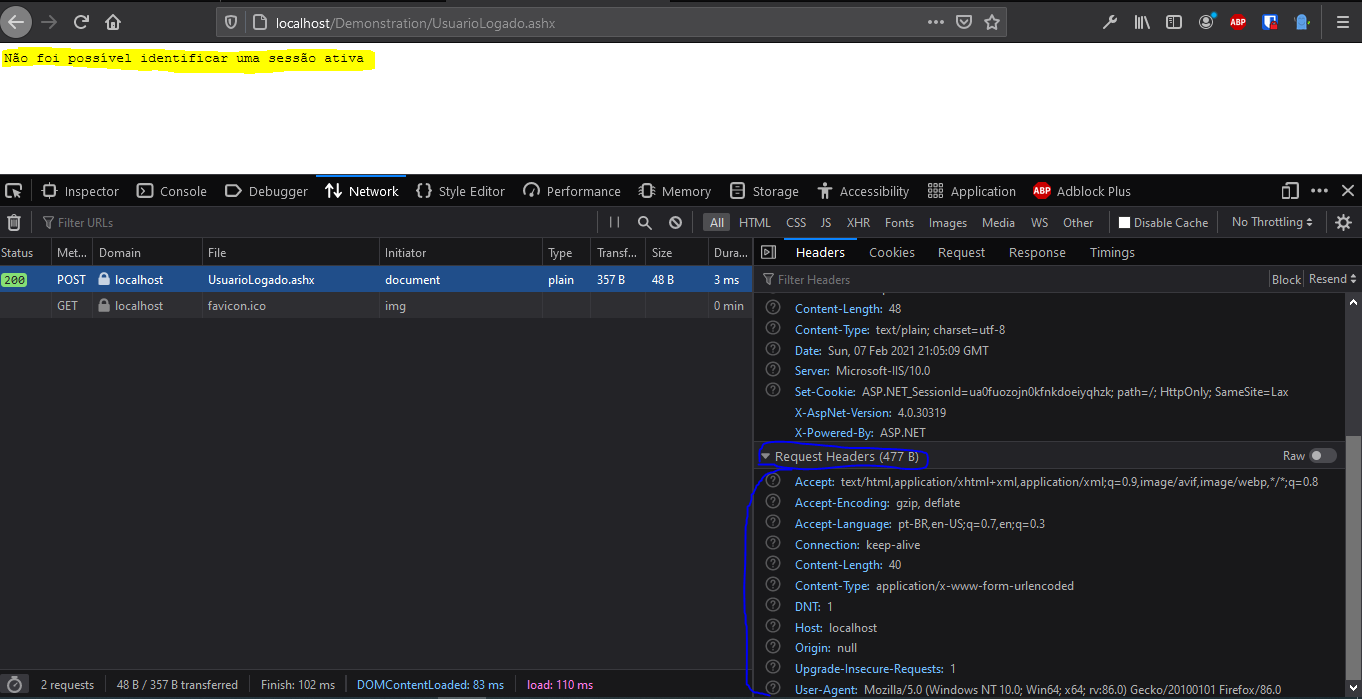 localhost/Demonstration/UsuarioLogado.ashx
ABP
Não foi possível identificar uma sessão ativa
Inspector Console Debugger Network Style Editor Performance Memory Storage Accessibility Application ABP Adblock Plus
Filter URLs All HTML CSS JS XHR Fonts Images Media WS Other Disable Cache No Throttling
Status Met... Domain File Initiator Type Transf... Size Dura...
200 POST localhost UsuarioLogado.ashx document plain 357 B 48 B 3 ms
GET localhost favicon.ico img 0 min
Headers Cookies Request Response Timings
Filter Headers Block Resend
Content-Length: 48
Content-Type: text/plain; charset=utf-8
Date: Sun, 07 Feb 2021 21:05:09 GMT
Server: Microsoft-IIS/10.0
Set-Cookie: ASP.NET_SessionId=ua0fuozojn0kfnkdoeiyqhzk; path=/; HttpOnly; SameSite=Lax
X-AspNet-Version: 4.0.30319
X-Powered-By: ASP.NET
Request Headers (477 B) Raw
Accept: text/html,application/xhtml+xml,application/xml;q=0.9,image/avif,image/webp,*/*;q=0.8
Accept-Encoding: gzip, deflate
Accept-Language: pt-BR,en-US;q=0.7,en;q=0.3
Connection: keep-alive
Content-Length: 40
Content-Type: application/x-www-form-urlencoded
DNT: 1
Host: localhost
Origin: null
Upgrade-Insecure-Requests: 1
User-Agent: Mozilla/5.0 (Windows NT 10.0; Win64; x64; rv:86.0) Gecko/20100101 Firefox/86.0
2 requests 48 B / 357 B transferred Finish: 102 ms DOMContentLoaded: 83 ms load: 110 ms